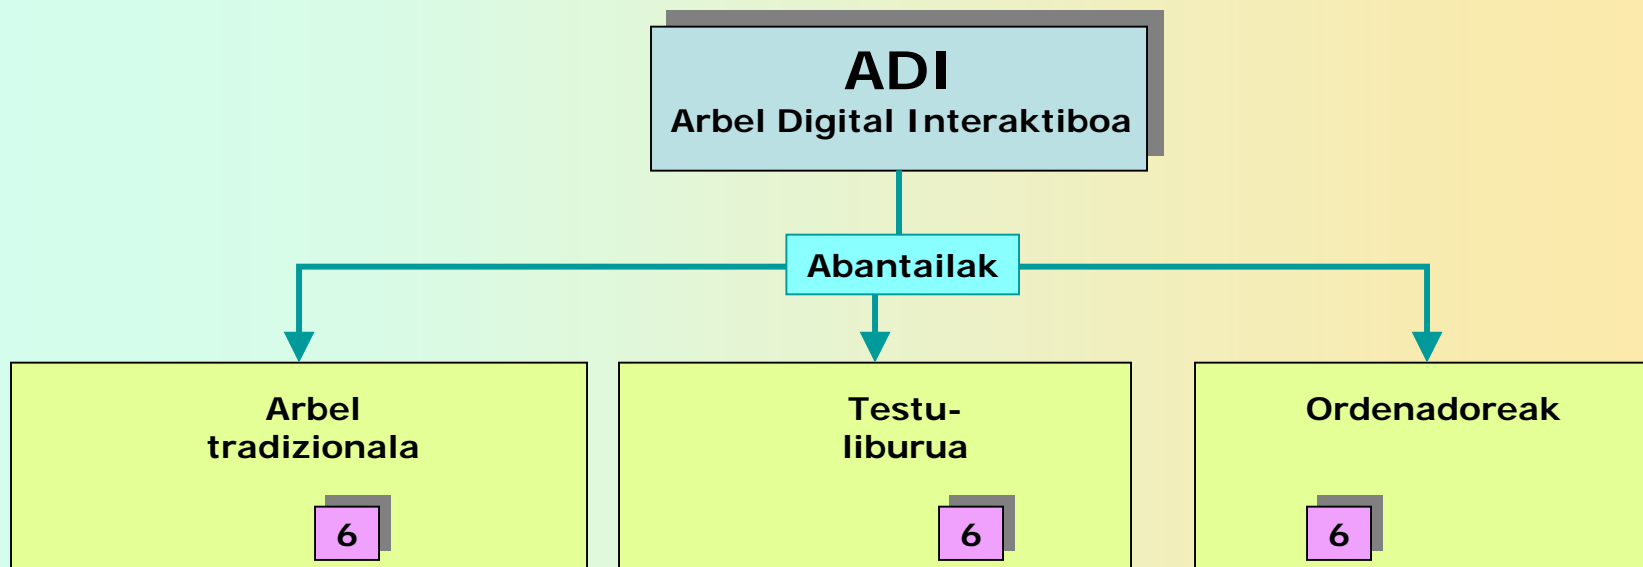 ADI
Arbel Digital Interaktiboa
Abantailak
Arbel
tradizionala
6
Testu-
liburua
6
Ordenadoreak
6